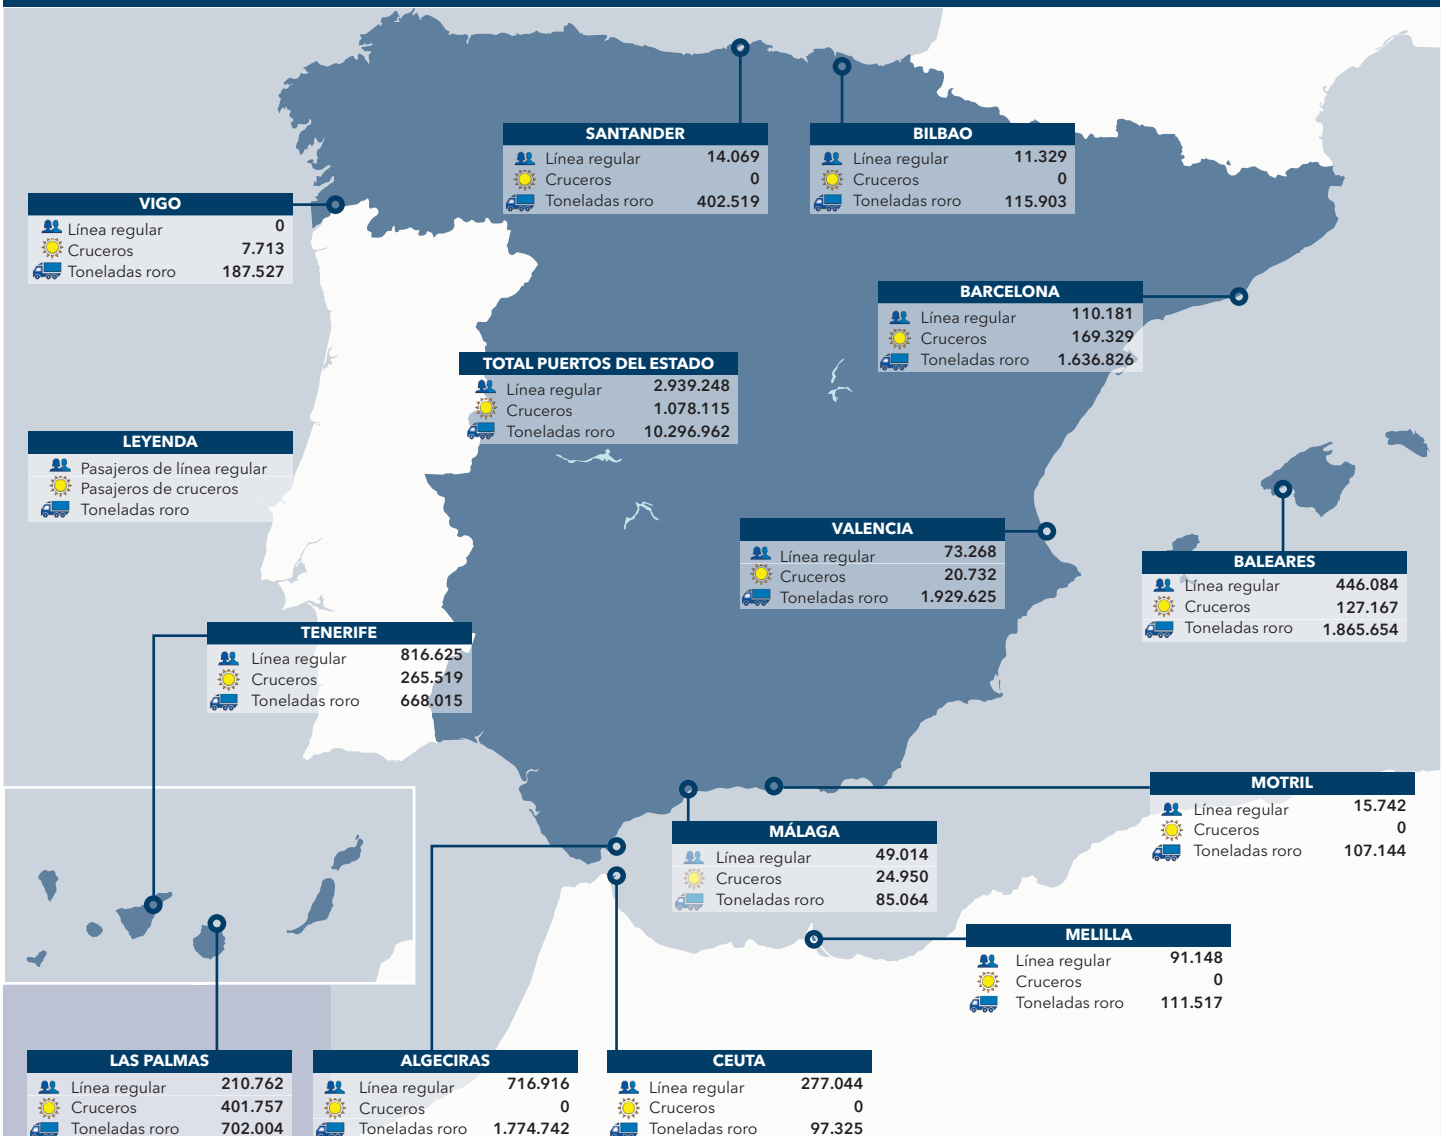 SANTANDER
Línea regular 14.069
Cruceros 0
Toneladas roro 402.519
BILBAO
Línea regular 11.329
Cruceros 0
Toneladas roro 115.903
VIGO
Línea regular 0
Cruceros 7.713
Toneladas roro 187.527
BARCELONA
Línea regular 110.181
Cruceros 169.329
Toneladas roro 1.636.826
TOTAL PUERTOS DEL ESTADO
Línea regular 2.939.248
Cruceros 1.078.115
Toneladas roro 10.296.962
LEYENDA
Pasajeros de línea regular
Pasajeros de cruceros
Toneladas roro
VALENCIA
Línea regular 73.268
Cruceros 20.732
Toneladas roro 1.929.625
BALEARES
Línea regular 446.084
Cruceros 127.167
Toneladas roro 1.865.654
TENERIFE
Línea regular 816.625
Cruceros 265.519
Toneladas roro 668.015
MOTRIL
Línea regular 15.742
Cruceros 0
Toneladas roro 107.144
MÁLAGA
Línea regular 49.014
Cruceros 24.950
Toneladas roro 85.064
MELILLA
Línea regular 91.148
Cruceros 0
Toneladas roro 111.517
LAS PALMAS
Línea regular 210.762
Cruceros 401.757
Toneladas roro 702.004
ALGECIRAS
Línea regular 716.916
Cruceros 0
Toneladas roro 1.774.742
CEUTA
Línea regular 277.044
Cruceros 0
Toneladas roro 97.325